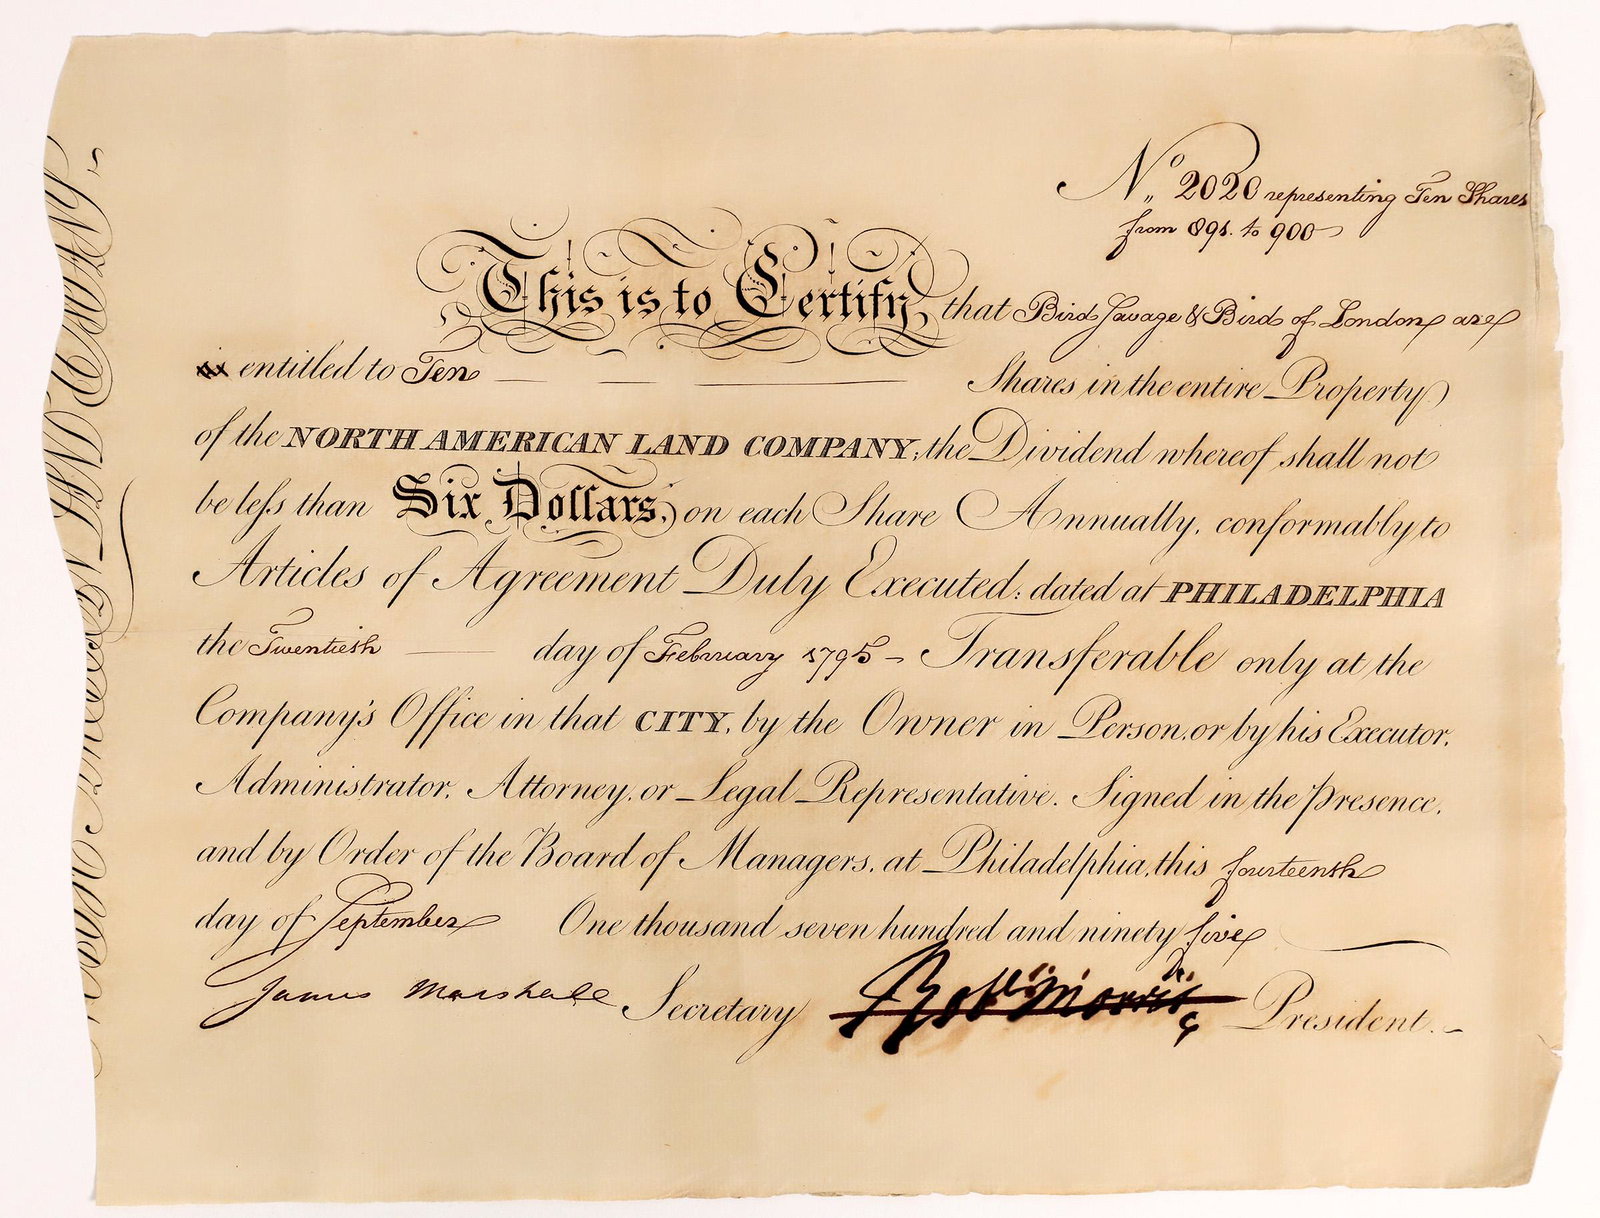 No 2020 representing Ten Shares
from 891. to 900
This is to Certify, that Bird Savage & Bird of London are
entitled to Ten Shares in the entire Property
of the NORTH AMERICAN LAND COMPANY; the Dividend whereof shall not
be leſs than Six Dollars, on each Share Annually, conformably to
Articles of Agreement Duly Executed: dated at PHILADELPHIA
the Twentieth day of February 1795 - Transferable only at the
Company's Office in that CITY, by the Owner in Person, or by his Executor,
Administrator, Attorney, or Legal Representative. Signed in the Presence,
and by Order of the Board of Managers, at Philadelphia, this fourteenth
day of September One thousand seven hundred and ninety five
James Marshall Secretary Robt Morris President.